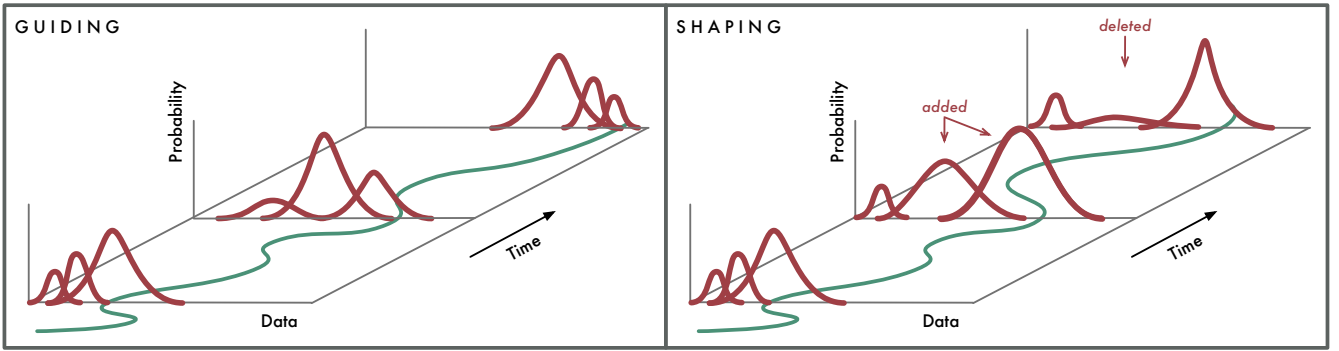 GUIDING
Probability
Time
Data
SHAPING
deleted
added
Probability
Time
Data